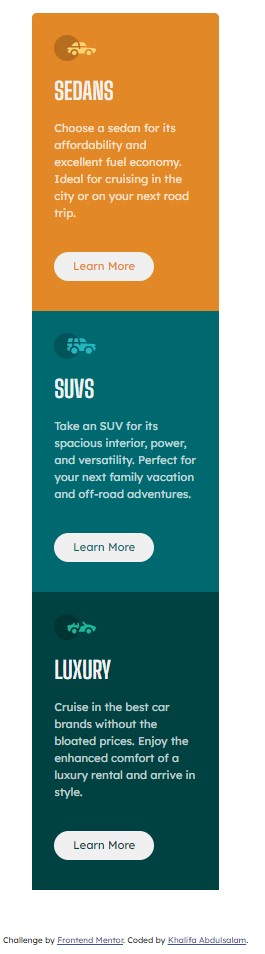 SEDANS
Choose a sedan for its
affordability and
excellent fuel economy.
Ideal for cruising in the
city or on your next road
trip.
Learn More
SUVS
Take an SUV for its
spacious interior, power,
and versatility. Perfect for
your next family vacation
and off-road adventures.
Learn More
LUXURY
Cruise in the best car
brands without the
bloated prices. Enjoy the
enhanced comfort of a
luxury rental and arrive in
style.
Learn More
Challenge by Frontend Mentor. Coded by Khalifa Abdulsalam.